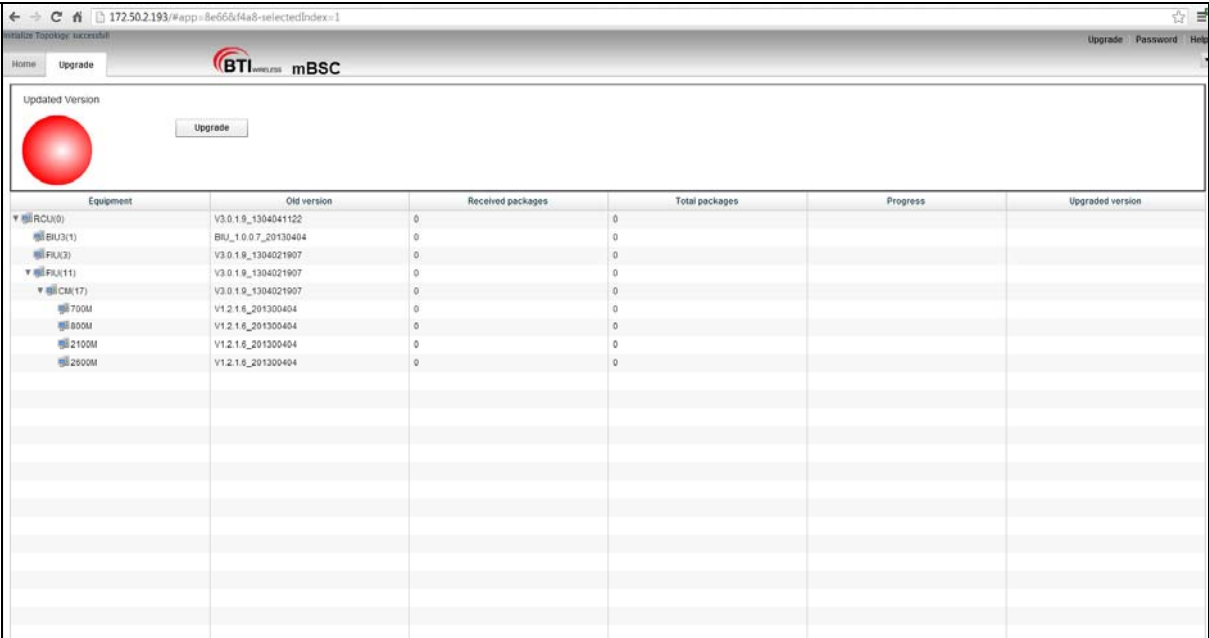 172.50.2.193/#app=8e66&f4a8-selectedIndex=1
Initialize Topology: successful!
Upgrade Password Help
Home Upgrade BTI WIRELESS mBSC
Updated Version
Upgrade
Equipment Old version Received packages Total packages Progress Upgraded version
RCU(0) V3.0.1.9_1304041122 0 0
BIU3(1) BIU_1.0.0.7_20130404 0 0
FIU(3) V3.0.1.9_1304021907 0 0
FIU(11) V3.0.1.9_1304021907 0 0
CM(17) V3.0.1.9_1304021907 0 0
700M V1.2.1.6_201300404 0 0
800M V1.2.1.6_201300404 0 0
2100M V1.2.1.6_201300404 0 0
2600M V1.2.1.6_201300404 0 0